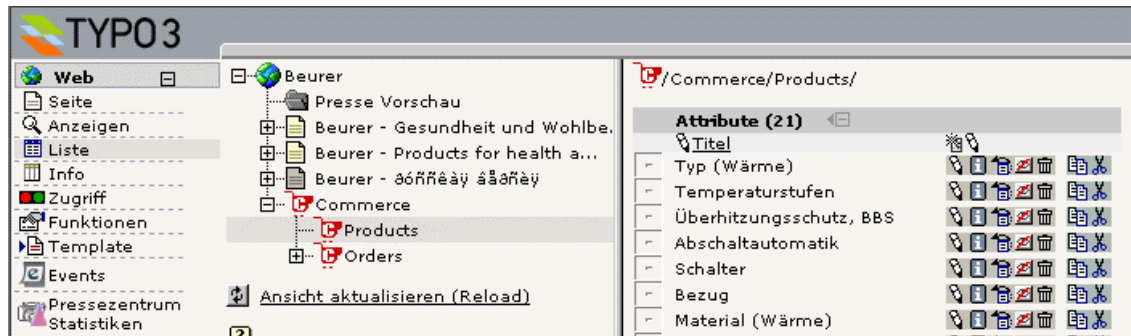 TYPO3
Web
Seite
Anzeigen
Liste
Info
Zugriff
Funktionen
Template
Events
Pressezentrum
Statistiken
Beurer
Presse Vorschau
Beurer - Gesundheit und Wohlbe.
Beurer - Products for health a...
Beurer - äóññêàÿ áåäñèÿ
Commerce
Products
Orders
Ansicht aktualisieren (Reload)
/Commerce/Products/
Attribute (21)
Titel
Typ (Wärme)
Temperaturstufen
Überhitzungsschutz, BBS
Abschaltautomatik
Schalter
Bezug
Material (Wärme)